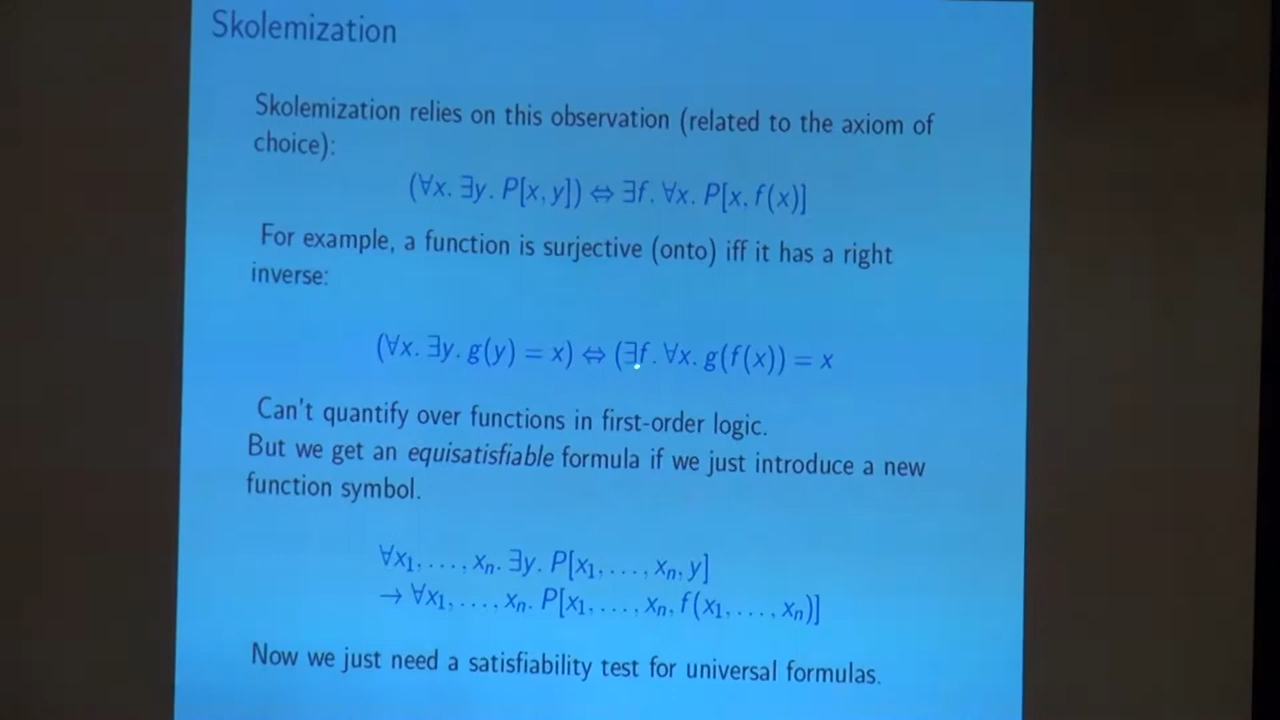 Skolemization
Skolemization relies on this observation (related to the axiom of
choice):
(∀x. ∃y. P[x, y]) ⇔ ∃f. ∀x. P[x, f(x)]
For example, a function is surjective (onto) iff it has a right
inverse:
(∀x. ∃y. g(y) = x) ⇔ (∃f. ∀x. g(f(x)) = x
Can't quantify over functions in first-order logic.
But we get an equisatisfiable formula if we just introduce a new
function symbol.
∀x₁, . . . , xₙ. ∃y. P[x₁, . . . , xₙ, y]
→ ∀x₁, . . . , xₙ. P[x₁, . . . , xₙ, f(x₁, . . . , xₙ)]
Now we just need a satisfiability test for universal formulas.